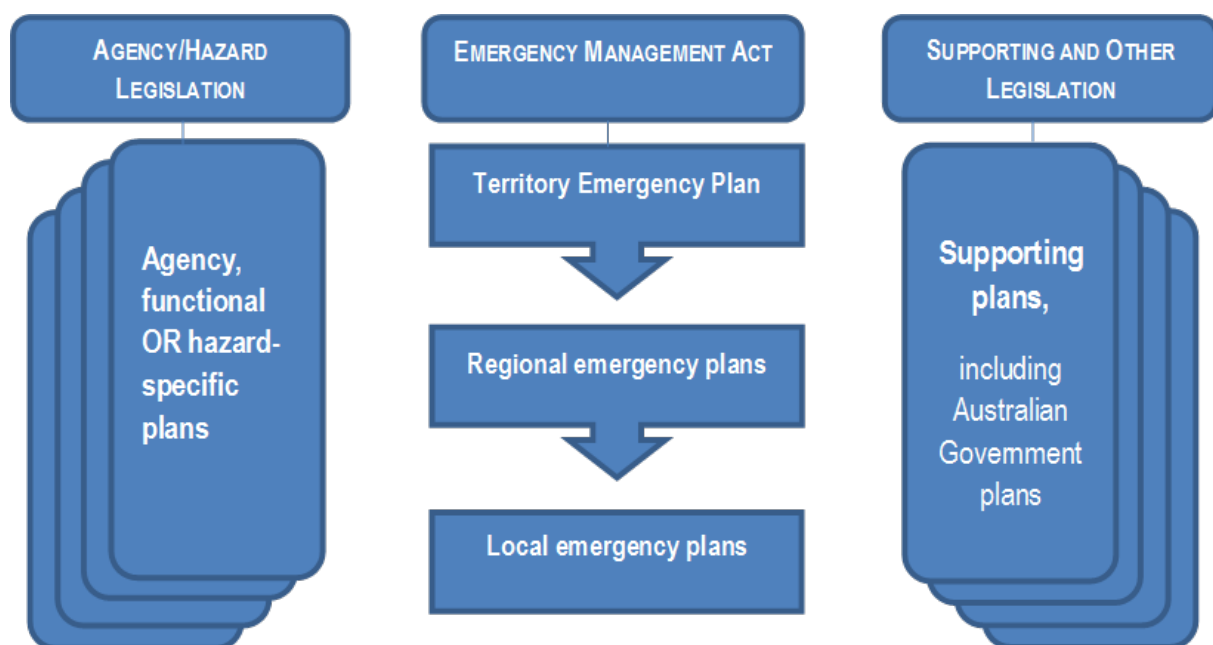 AGENCY/HAZARD
LEGISLATION
EMERGENCY MANAGEMENT ACT
SUPPORTING AND OTHER
LEGISLATION
Agency,
functional
OR hazard-
specific
plans
Territory Emergency Plan
Regional emergency plans
Local emergency plans
Supporting
plans,
including
Australian
Government
plans